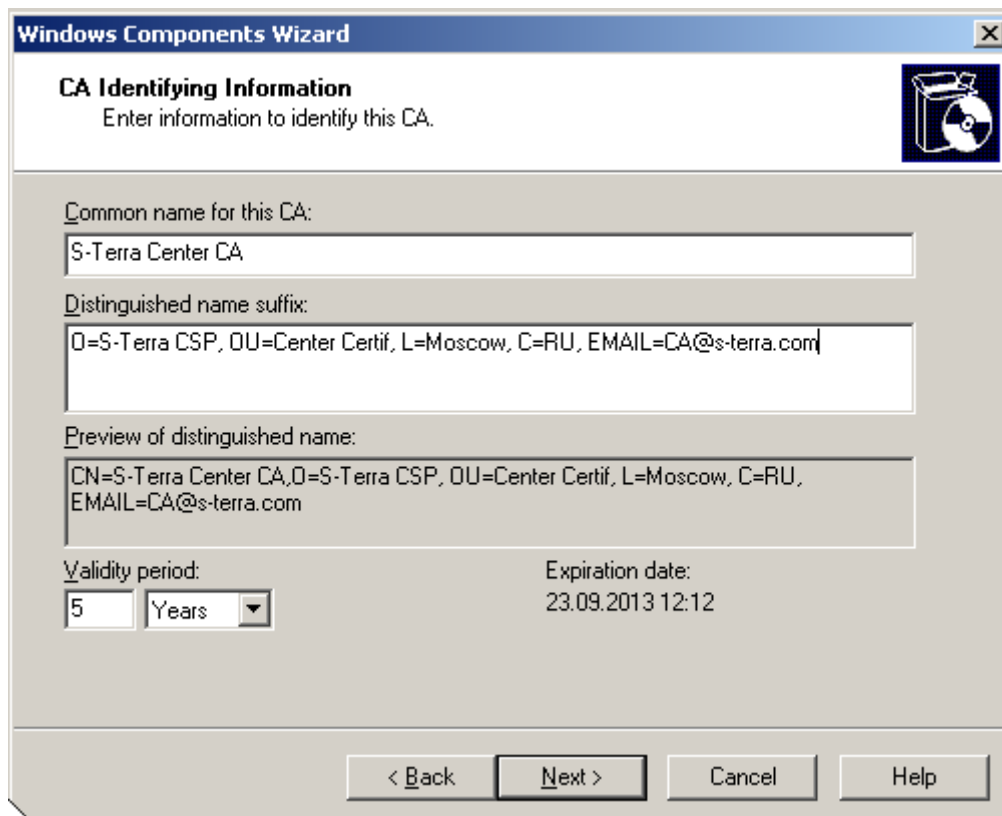 Windows Components Wizard
CA Identifying Information
Enter information to identify this CA.
Common name for this CA:
S-Terra Center CA
Distinguished name suffix:
O=S-Terra CSP, OU=Center Certif, L=Moscow, C=RU, EMAIL=CA@s-terra.com
Preview of distinguished name:
CN=S-Terra Center CA,O=S-Terra CSP, OU=Center Certif, L=Moscow, C=RU,
EMAIL=CA@s-terra.com
Validity period:
5 Years
Expiration date:
23.09.2013 12:12
< Back Next > Cancel Help